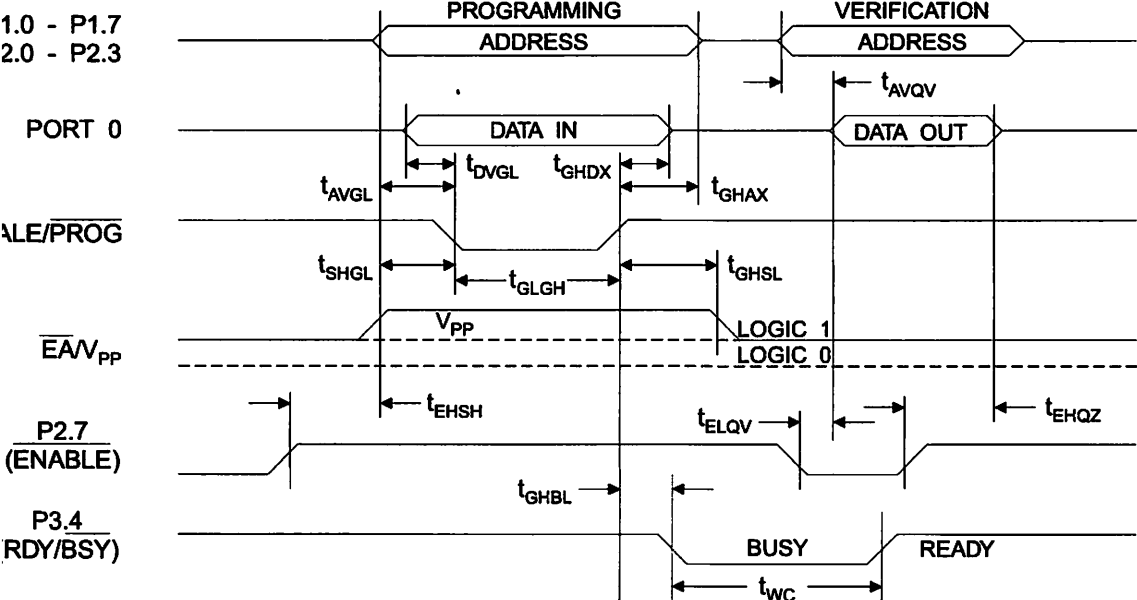 PROGRAMMING VERIFICATION
1.0 - P1.7 ADDRESS ADDRESS
2.0 - P2.3
tAVQV
PORT 0 DATA IN DATA OUT
tDVGL tGHDX
tAVGL tGHAX
ALE/PROG
tSHGL tGLGH tGHSL
VPP LOGIC 1
EA/VPP LOGIC 0
tEHSH tELQV tEHQZ
P2.7
(ENABLE)
tGHBL
P3.4
RDY/BSY) BUSY READY
tWC